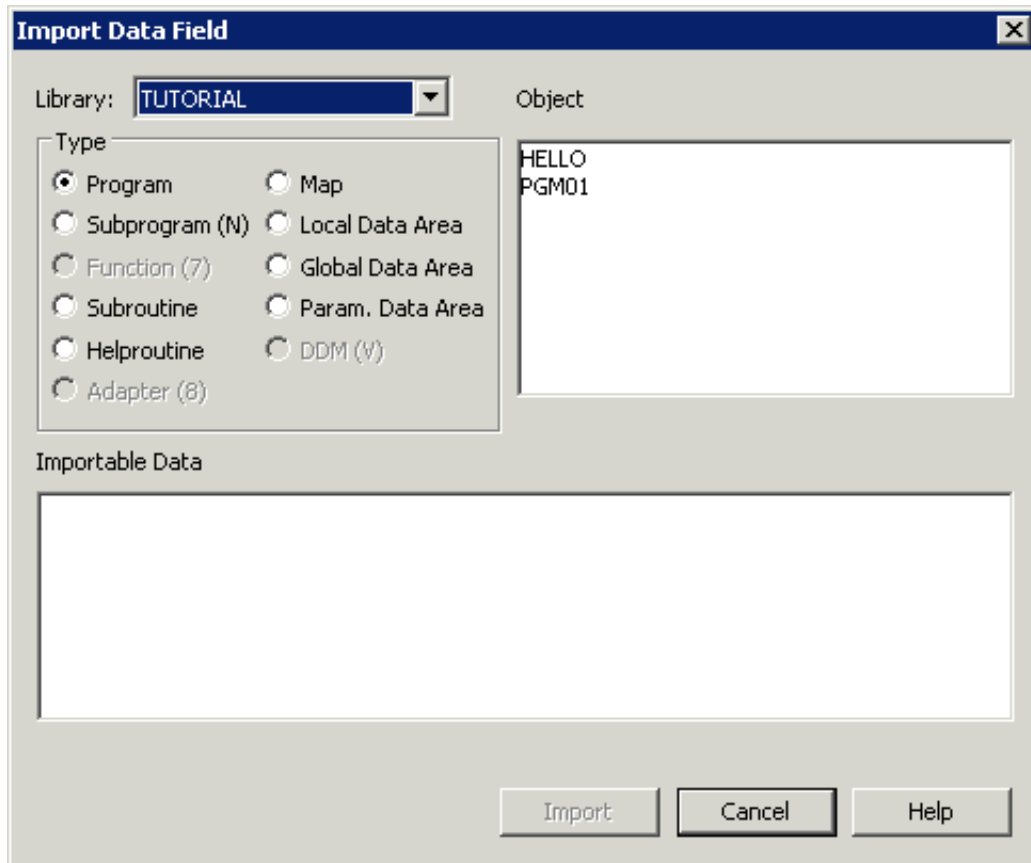 Import Data Field
Library: TUTORIAL
Object
Type
Program
Map
Subprogram (N)
Local Data Area
Function (7)
Global Data Area
Subroutine
Param. Data Area
Helproutine
DDM (V)
Adapter (8)
HELLO
PGM01
Importable Data
Import
Cancel
Help